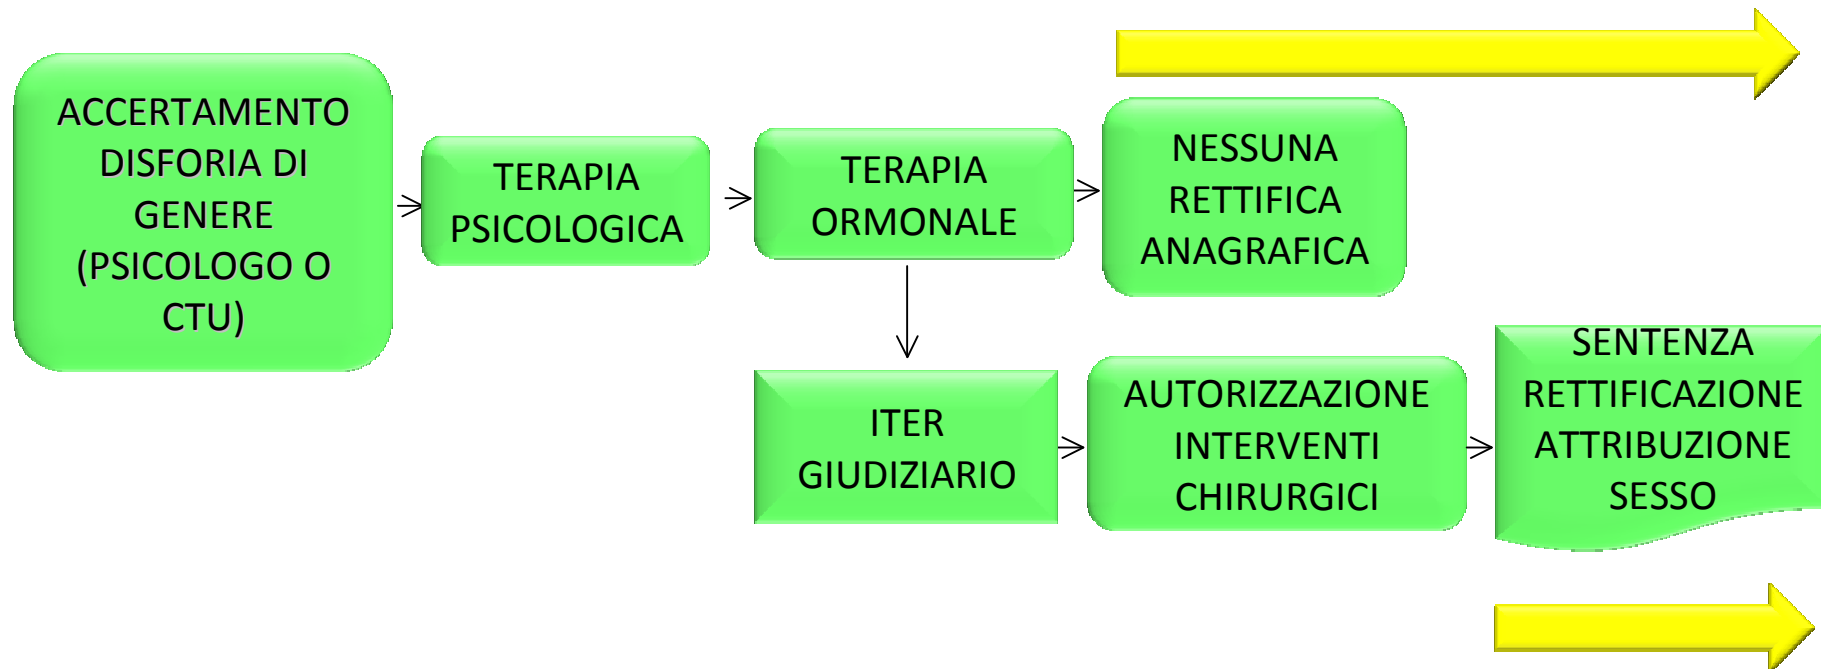 ACCERTAMENTO
DISFORIA DI
GENERE
(PSICOLOGO O
CTU)
TERAPIA
PSICOLOGICA
TERAPIA
ORMONALE
NESSUNA
RETTIFICA
ANAGRAFICA
ITER
GIUDIZIARIO
AUTORIZZAZIONE
INTERVENTI
CHIRURGICI
SENTENZA
RETTIFICAZIONE
ATTRIBUZIONE
SESSO